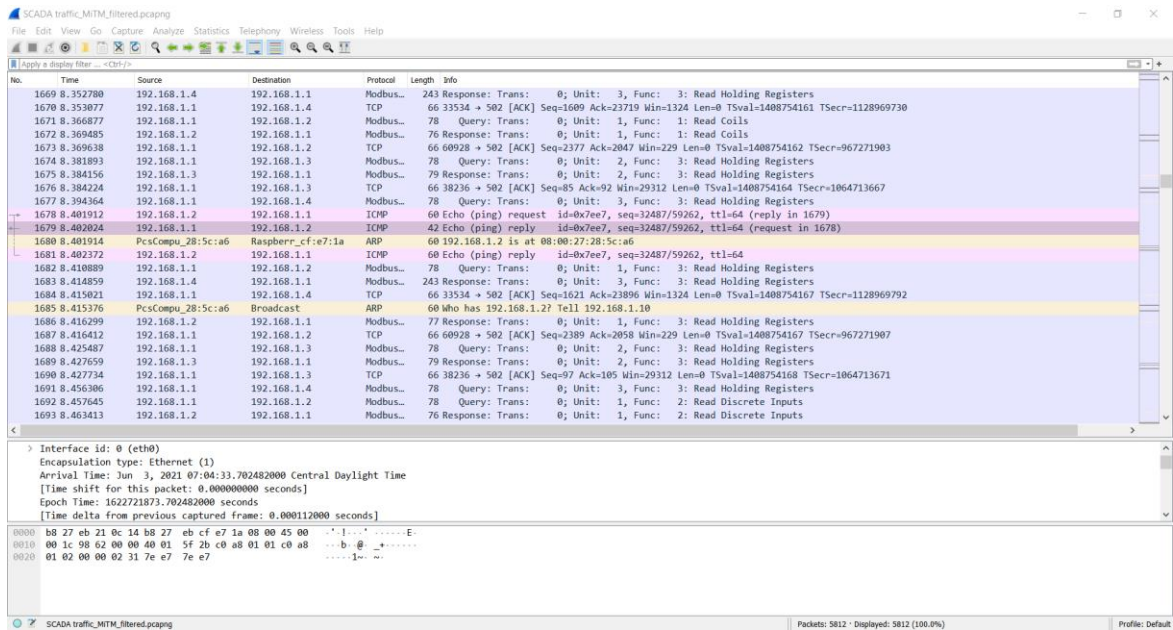 SCADA traffic_MiTM_filtered.pcapng
File Edit View Go Capture Analyze Statistics Telephony Wireless Tools Help
Apply a display filter ... <Ctrl-/>
No. Time Source Destination Protocol Length Info
1669 8.352780 192.168.1.4 192.168.1.1 Modbus… 243 Response: Trans: 0; Unit: 3, Func: 3: Read Holding Registers
1670 8.353077 192.168.1.1 192.168.1.4 TCP 66 33534 → 502 [ACK] Seq=1609 Ack=23719 Win=1324 Len=0 TSval=1408754161 TSecr=1128969730
1671 8.366877 192.168.1.1 192.168.1.2 Modbus… 78 Query: Trans: 0; Unit: 1, Func: 1: Read Coils
1672 8.369485 192.168.1.2 192.168.1.1 Modbus… 76 Response: Trans: 0; Unit: 1, Func: 1: Read Coils
1673 8.369638 192.168.1.1 192.168.1.2 TCP 66 60928 → 502 [ACK] Seq=2377 Ack=2047 Win=229 Len=0 TSval=1408754162 TSecr=967271903
1674 8.381893 192.168.1.1 192.168.1.3 Modbus… 78 Query: Trans: 0; Unit: 2, Func: 3: Read Holding Registers
1675 8.384156 192.168.1.3 192.168.1.1 Modbus… 79 Response: Trans: 0; Unit: 2, Func: 3: Read Holding Registers
1676 8.384224 192.168.1.1 192.168.1.3 TCP 66 38236 → 502 [ACK] Seq=85 Ack=92 Win=29312 Len=0 TSval=1408754164 TSecr=1064713667
1677 8.394364 192.168.1.1 192.168.1.4 Modbus… 78 Query: Trans: 0; Unit: 3, Func: 3: Read Holding Registers
1678 8.401912 192.168.1.2 192.168.1.1 ICMP 60 Echo (ping) request id=0x7ee7, seq=32487/59262, ttl=64 (reply in 1679)
1679 8.402024 192.168.1.1 192.168.1.2 ICMP 42 Echo (ping) reply id=0x7ee7, seq=32487/59262, ttl=64 (request in 1678)
1680 8.401914 PcsCompu_28:5c:a6 Raspberr_cf:e7:1a ARP 60 192.168.1.2 is at 08:00:27:28:5c:a6
1681 8.402372 192.168.1.2 192.168.1.1 ICMP 60 Echo (ping) reply id=0x7ee7, seq=32487/59262, ttl=64
1682 8.410889 192.168.1.1 192.168.1.2 Modbus… 78 Query: Trans: 0; Unit: 1, Func: 3: Read Holding Registers
1683 8.414859 192.168.1.4 192.168.1.1 Modbus… 243 Response: Trans: 0; Unit: 3, Func: 3: Read Holding Registers
1684 8.415021 192.168.1.1 192.168.1.4 TCP 66 33534 → 502 [ACK] Seq=1621 Ack=23896 Win=1324 Len=0 TSval=1408754167 TSecr=1128969792
1685 8.415376 PcsCompu_28:5c:a6 Broadcast ARP 60 Who has 192.168.1.2? Tell 192.168.1.10
1686 8.416299 192.168.1.2 192.168.1.1 Modbus… 77 Response: Trans: 0; Unit: 1, Func: 3: Read Holding Registers
1687 8.416412 192.168.1.1 192.168.1.2 TCP 66 60928 → 502 [ACK] Seq=2389 Ack=2058 Win=229 Len=0 TSval=1408754167 TSecr=967271907
1688 8.425487 192.168.1.1 192.168.1.3 Modbus… 78 Query: Trans: 0; Unit: 2, Func: 3: Read Holding Registers
1689 8.427659 192.168.1.3 192.168.1.1 Modbus… 79 Response: Trans: 0; Unit: 2, Func: 3: Read Holding Registers
1690 8.427734 192.168.1.1 192.168.1.3 TCP 66 38236 → 502 [ACK] Seq=97 Ack=105 Win=29312 Len=0 TSval=1408754168 TSecr=1064713671
1691 8.456306 192.168.1.1 192.168.1.4 Modbus… 78 Query: Trans: 0; Unit: 3, Func: 3: Read Holding Registers
1692 8.457645 192.168.1.1 192.168.1.2 Modbus… 78 Query: Trans: 0; Unit: 1, Func: 2: Read Discrete Inputs
1693 8.463413 192.168.1.2 192.168.1.1 Modbus… 76 Response: Trans: 0; Unit: 1, Func: 2: Read Discrete Inputs
Interface id: 0 (eth0)
Encapsulation type: Ethernet (1)
Arrival Time: Jun 3, 2021 07:04:33.702482000 Central Daylight Time
[Time shift for this packet: 0.000000000 seconds]
Epoch Time: 1622721873.702482000 seconds
[Time delta from previous captured frame: 0.000112000 seconds]
0000 b8 27 eb 21 0c 14 b8 27 eb cf e7 1a 08 00 45 00 ·'·!···' ······E·
0010 00 1c 98 62 00 00 40 01 5f 2b c0 a8 01 01 c0 a8 ···b··@· _+······
0020 01 02 00 00 02 31 7e e7 7e e7 ·····1~· ~·
SCADA traffic_MiTM_filtered.pcapng Packets: 5812 · Displayed: 5812 (100.0%) Profile: Default